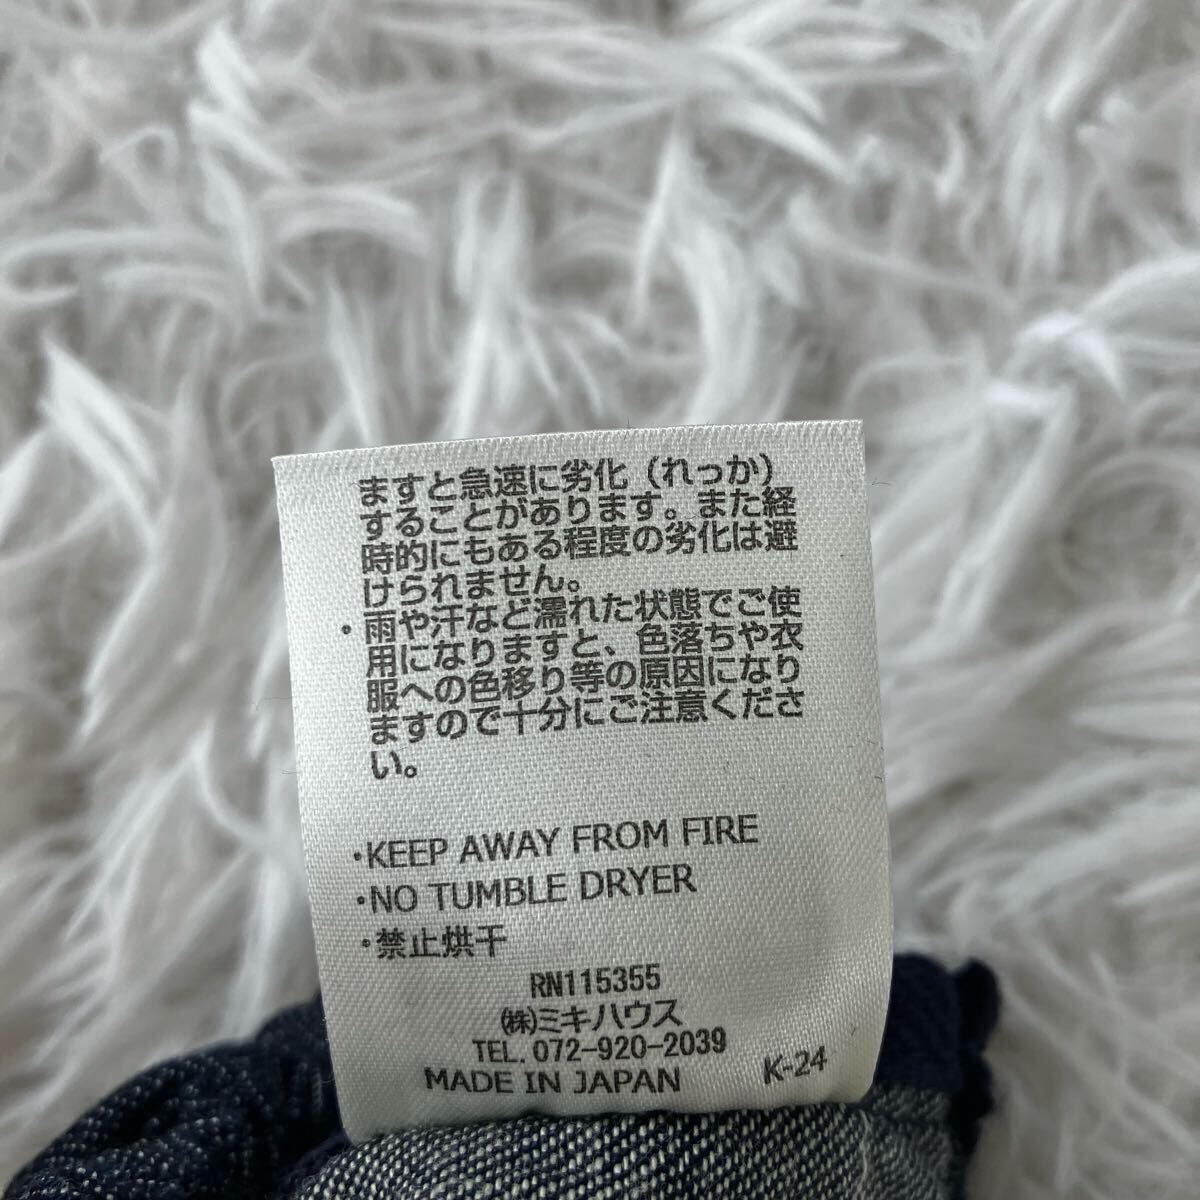 ますと急速に劣化（れっか）
することがあります。また経
時的にもある程度の劣化は避
けられません。
・雨や汗など濡れた状態でご使
用になりますと、色落ちや衣
服への色移り等の原因になり
ますので十分にご注意くださ
い。
・KEEP AWAY FROM FIRE
・NO TUMBLE DRYER
・禁止烘干
RN115355
㈱ミキハウス
TEL. 072-920-2039
MADE IN JAPAN
K-24